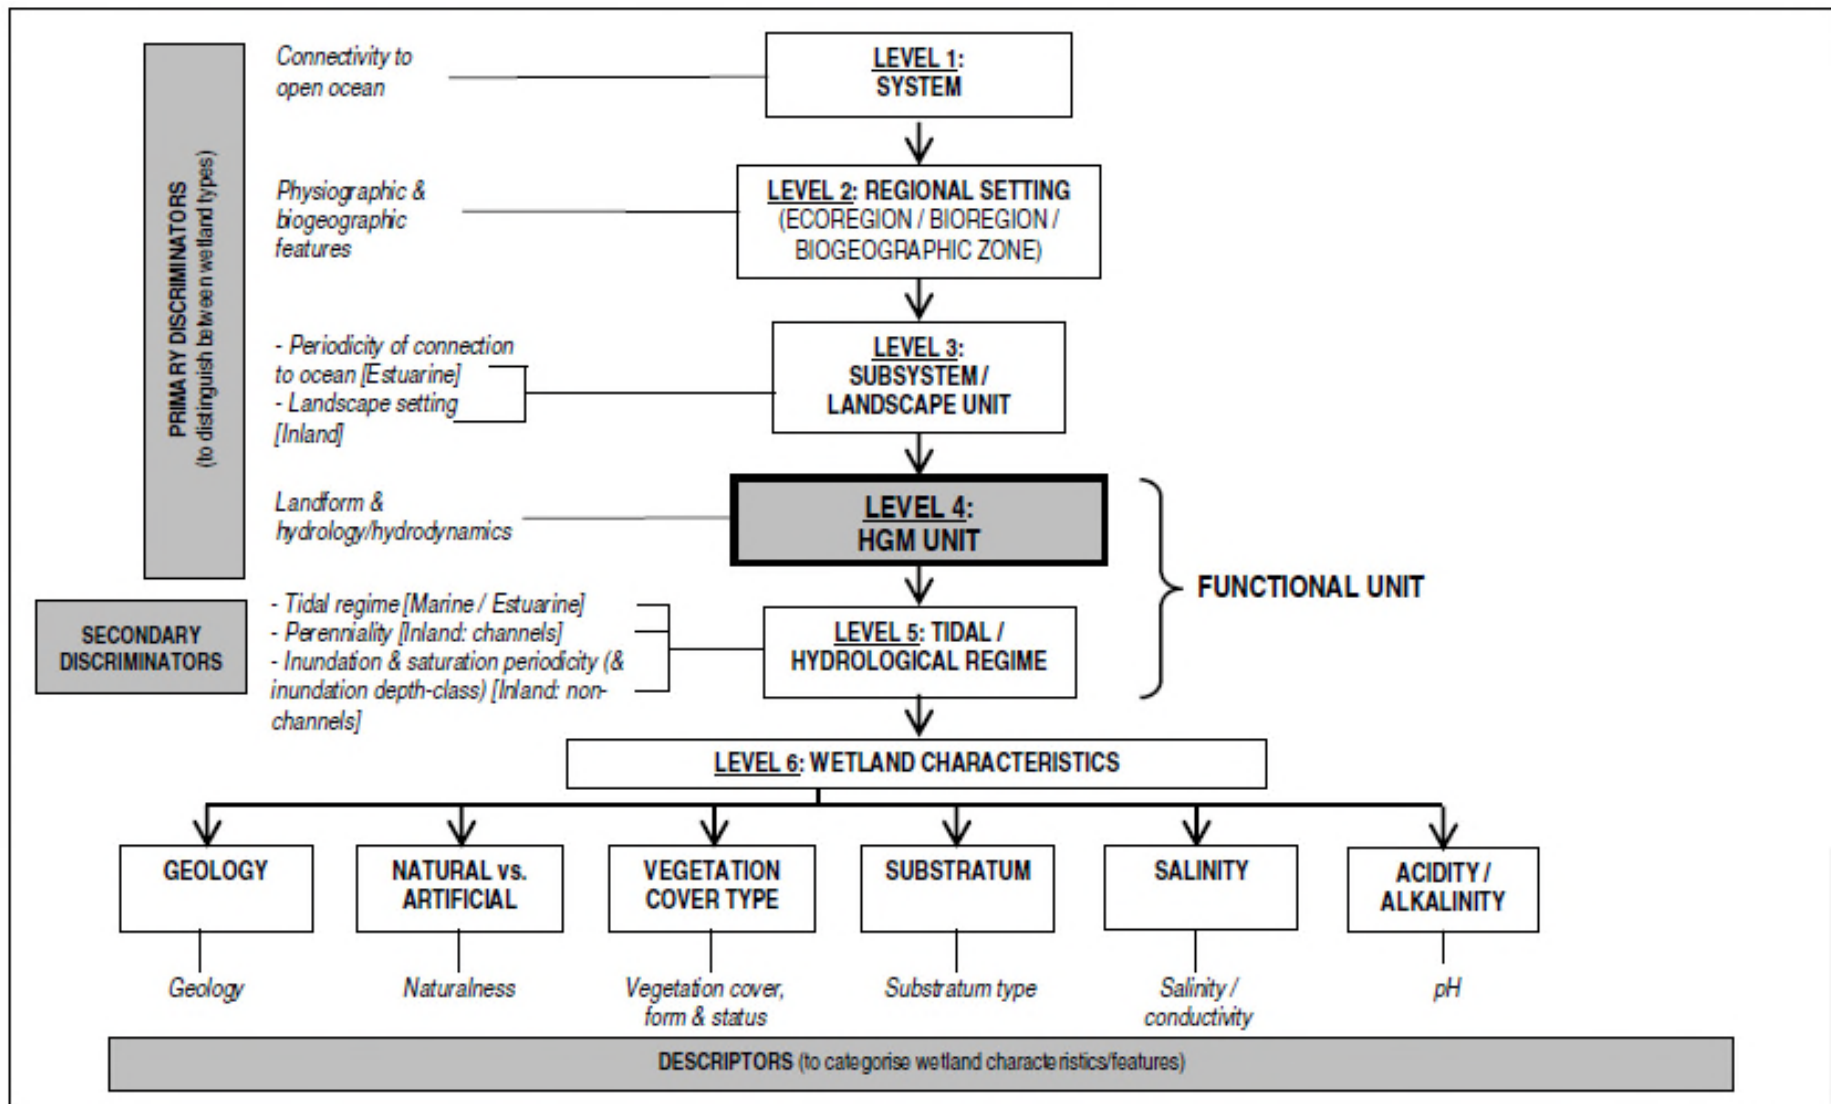 PRIMARY DISCRIMINATORS
(to distinguish between wetland types)
Connectivity to
open ocean
LEVEL 1:
SYSTEM
Physiographic &
biogeographic
features
LEVEL 2: REGIONAL SETTING
(ECOREGION / BIOREGION /
BIOGEOGRAPHIC ZONE)
- Periodicity of connection
to ocean [Estuarine]
- Landscape setting
[Inland]
LEVEL 3:
SUBSYSTEM /
LANDSCAPE UNIT
Landform &
hydrology/hydrodynamics
LEVEL 4:
HGM UNIT
FUNCTIONAL UNIT
SECONDARY
DISCRIMINATORS
- Tidal regime [Marine / Estuarine]
- Perenniality [Inland: channels]
- Inundation & saturation periodicity (&
inundation depth-class) [Inland: non-
channels]
LEVEL 5: TIDAL /
HYDROLOGICAL REGIME
LEVEL 6: WETLAND CHARACTERISTICS
GEOLOGY
NATURAL vs.
ARTIFICIAL
VEGETATION
COVER TYPE
SUBSTRATUM
SALINITY
ACIDITY /
ALKALINITY
Geology
Naturalness
Vegetation cover,
form & status
Substratum type
Salinity /
conductivity
pH
DESCRIPTORS (to categorise wetland characteristics/features)